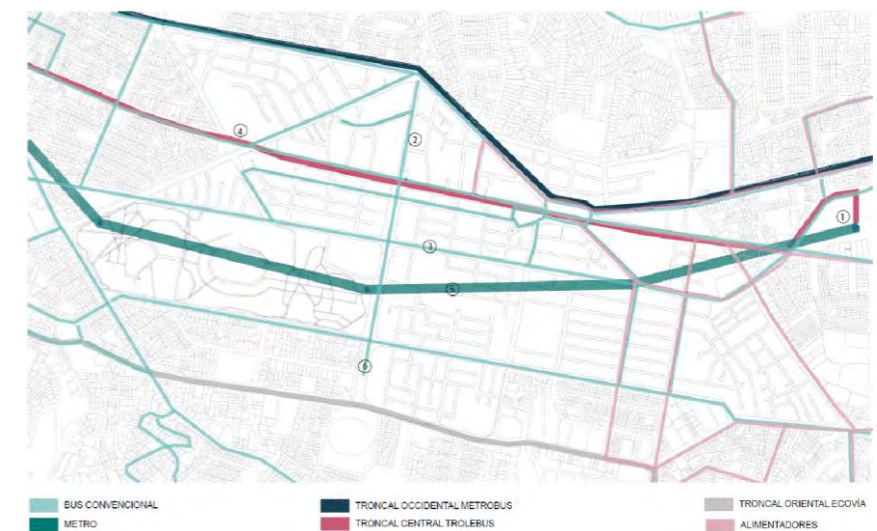 4
2
1
3
5
6
BUS CONVENCIONAL
TRONCAL OCCIDENTAL METROBUS
TRONCAL ORIENTAL ECOVÍA
METRO
TRONCAL CENTRAL TROLEBUS
ALIMENTADORES